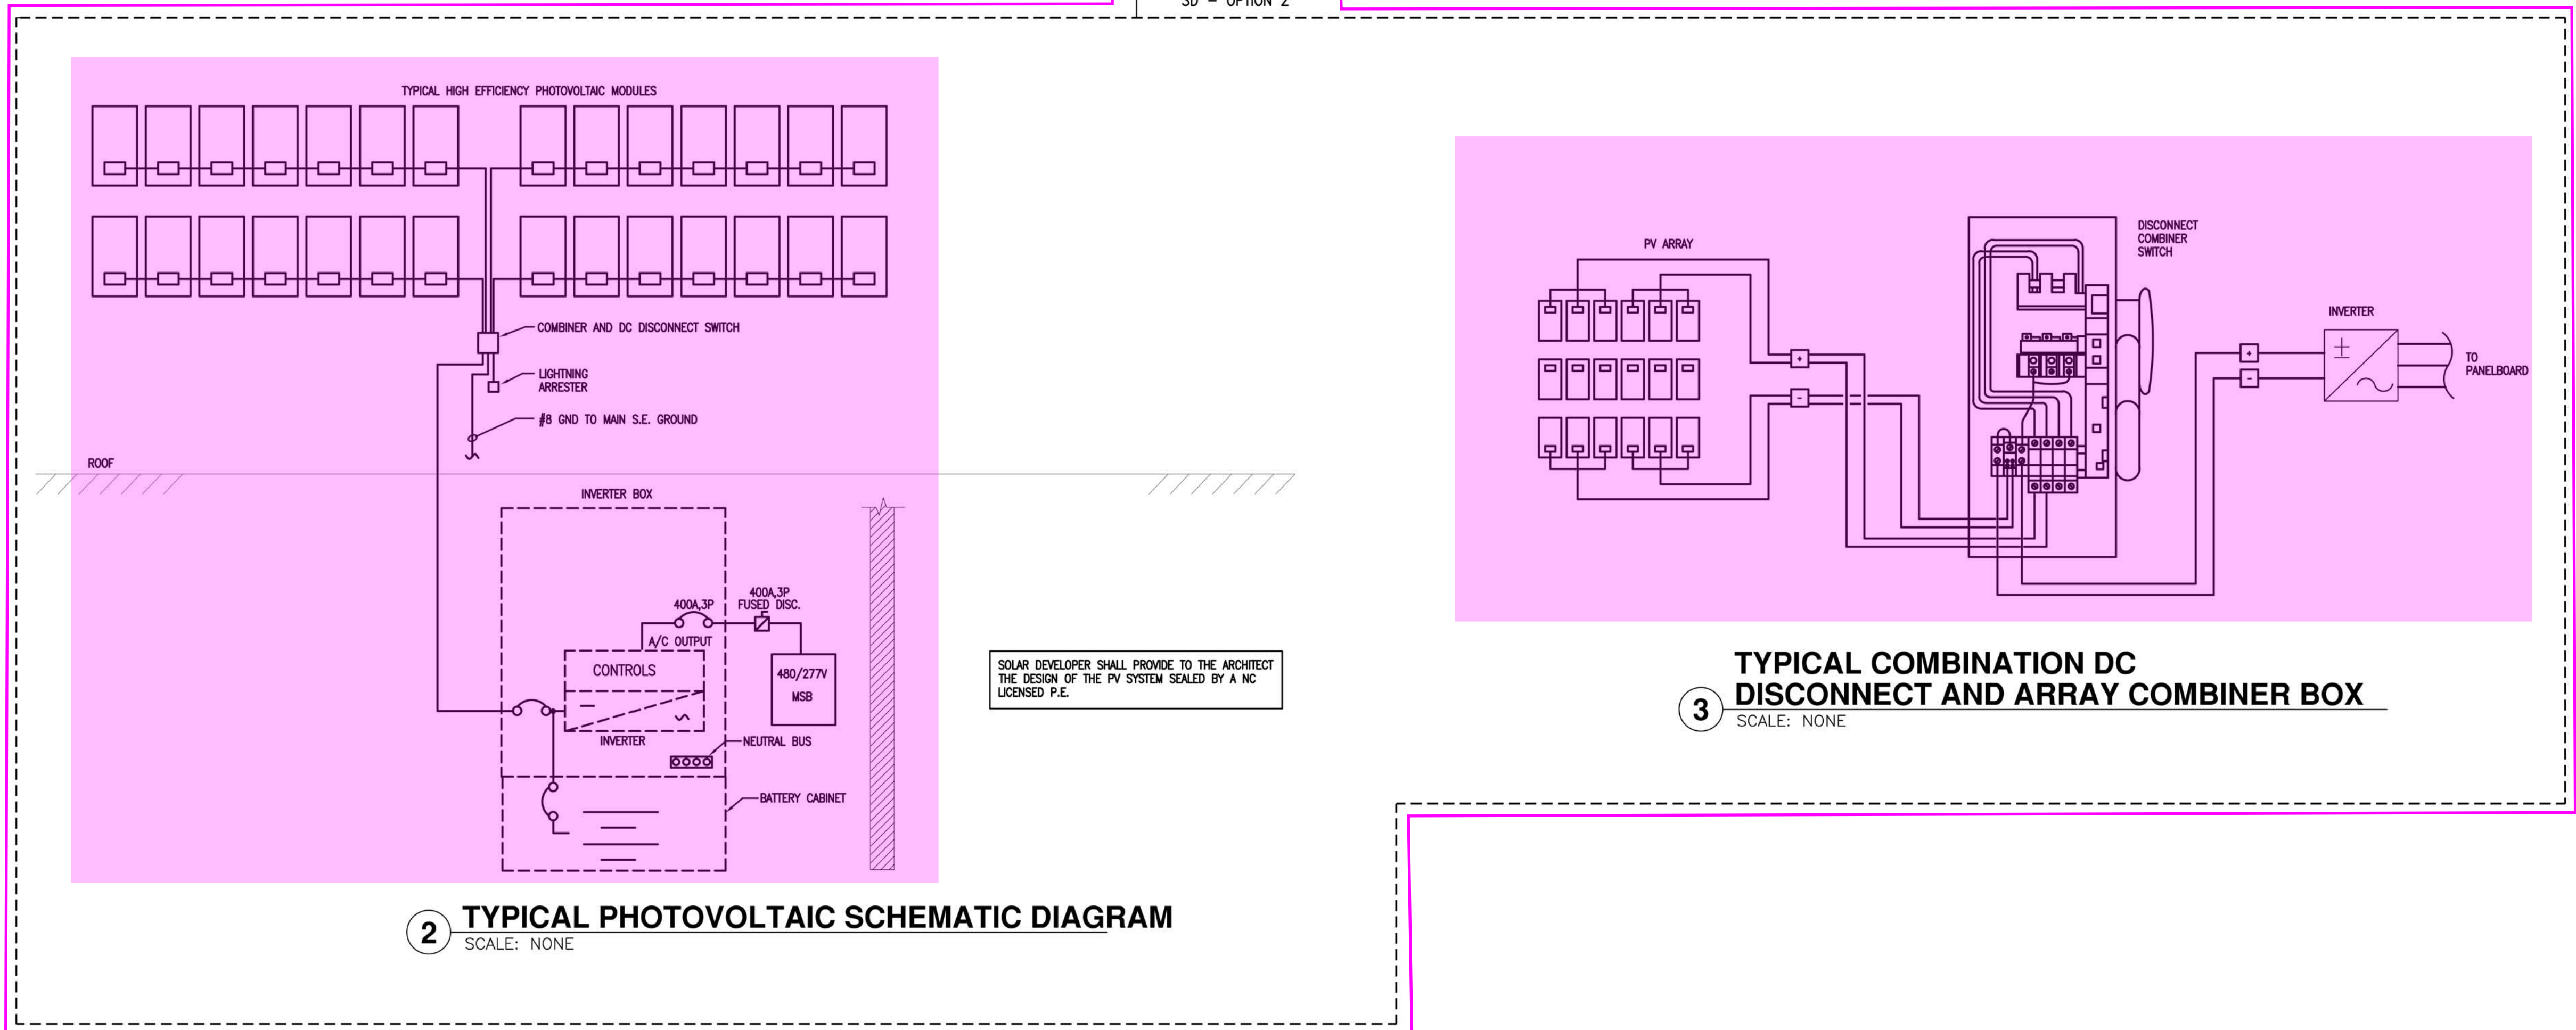 SD - OPTION 2
TYPICAL HIGH EFFICIENCY PHOTOVOLTAIC MODULES
COMBINER AND DC DISCONNECT SWITCH
LIGHTNING
ARRESTER
#8 GND TO MAIN S.E. GROUND
ROOF
INVERTER BOX
400A,3P
400A,3P
FUSED DISC.
A/C OUTPUT
CONTROLS
480/277V
MSB
INVERTER
NEUTRAL BUS
BATTERY CABINET
2
TYPICAL PHOTOVOLTAIC SCHEMATIC DIAGRAM
SCALE: NONE
SOLAR DEVELOPER SHALL PROVIDE TO THE ARCHITECT
THE DESIGN OF THE PV SYSTEM SEALED BY A NC
LICENSED P.E.
PV ARRAY
+
-
DISCONNECT
COMBINER
SWITCH
INVERTER
+
-
TO
PANELBOARD
3
TYPICAL COMBINATION DC
DISCONNECT AND ARRAY COMBINER BOX
SCALE: NONE